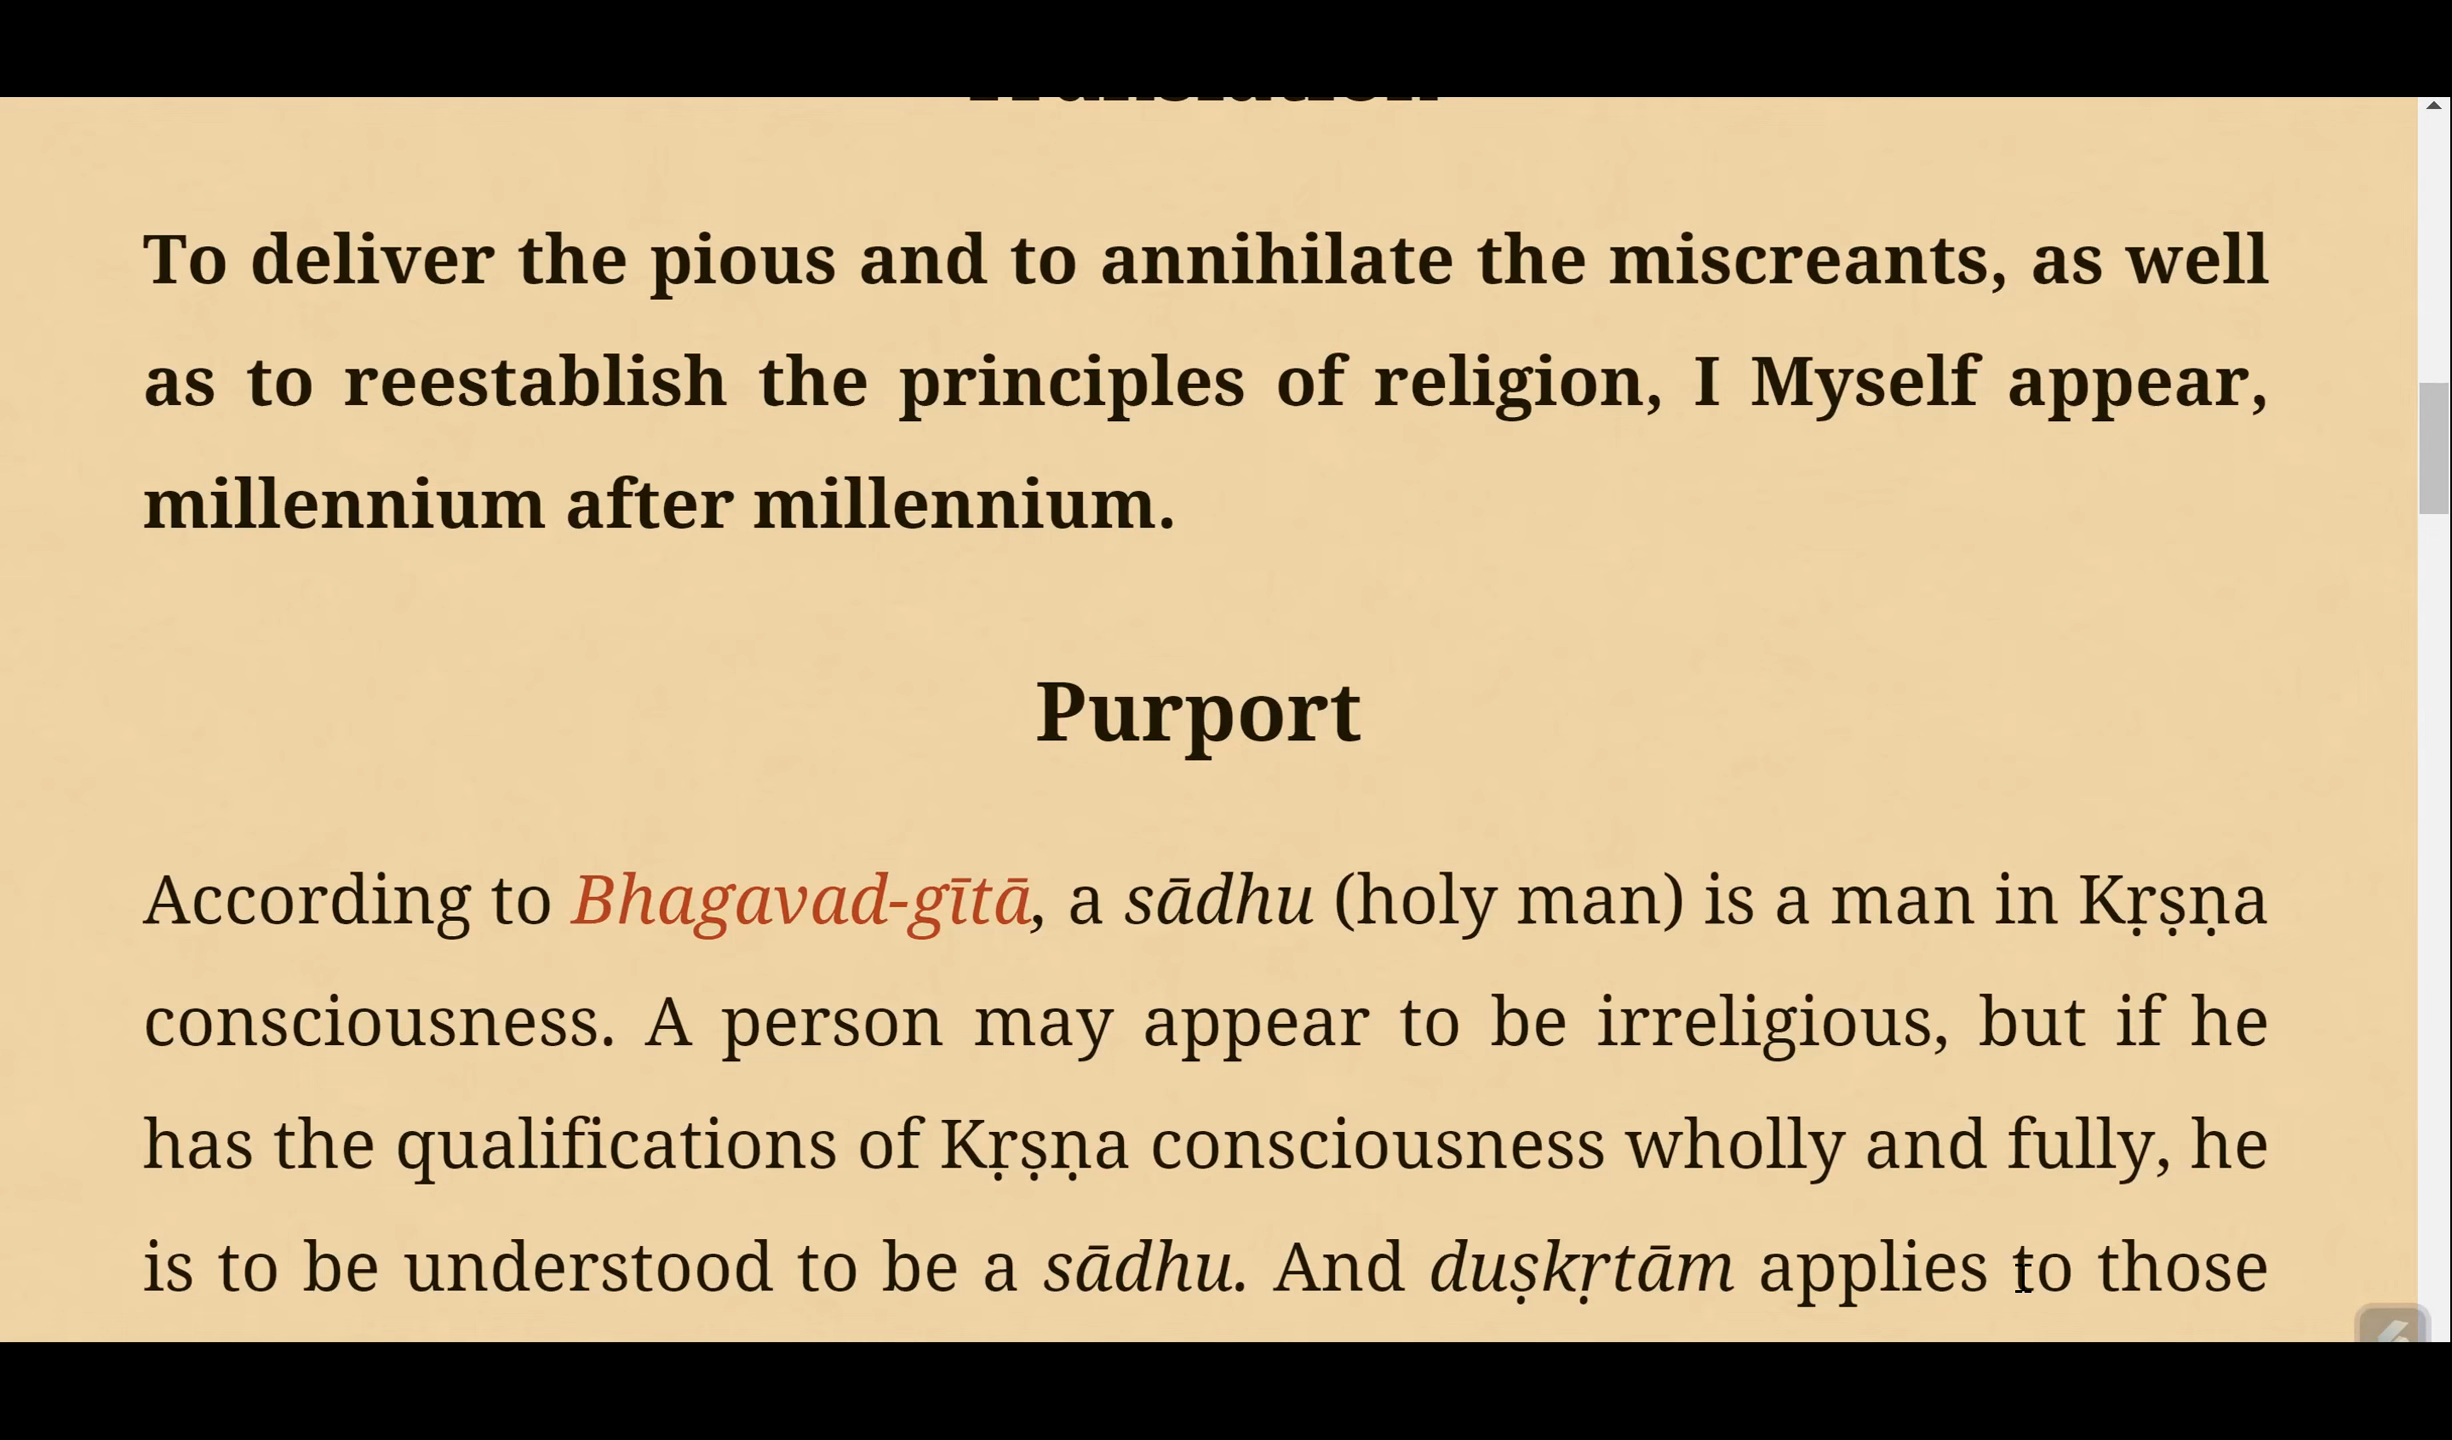 Translation
To deliver the pious and to annihilate the miscreants, as well
as to reestablish the principles of religion, I Myself appear,
millennium after millennium.
Purport
According to Bhagavad-gītā, a sādhu (holy man) is a man in Kṛṣṇa
consciousness. A person may appear to be irreligious, but if he
has the qualifications of Kṛṣṇa consciousness wholly and fully, he
is to be understood to be a sādhu. And duṣkṛtām applies to those